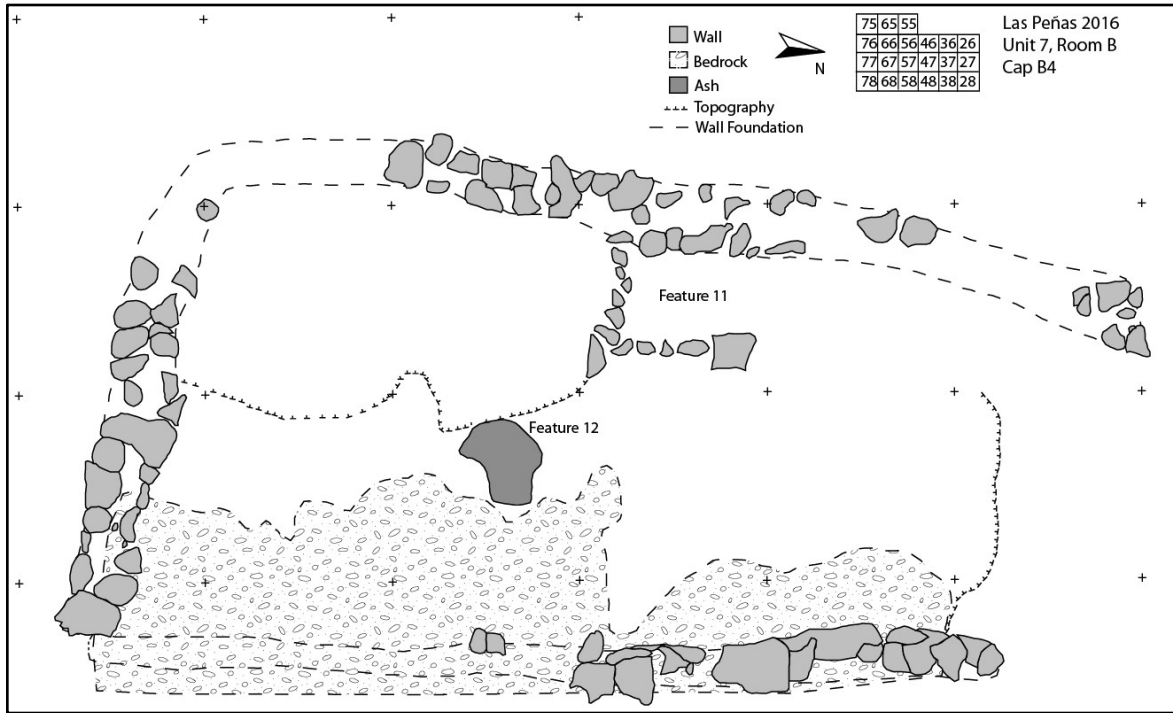 Wall
Bedrock
Ash
Topography
Wall Foundation
N
75 65 55
76 66 56 46 36 26
77 67 57 47 37 27
78 68 58 48 38 28
Las Peñas 2016
Unit 7, Room B
Cap B4
Feature 11
Feature 12